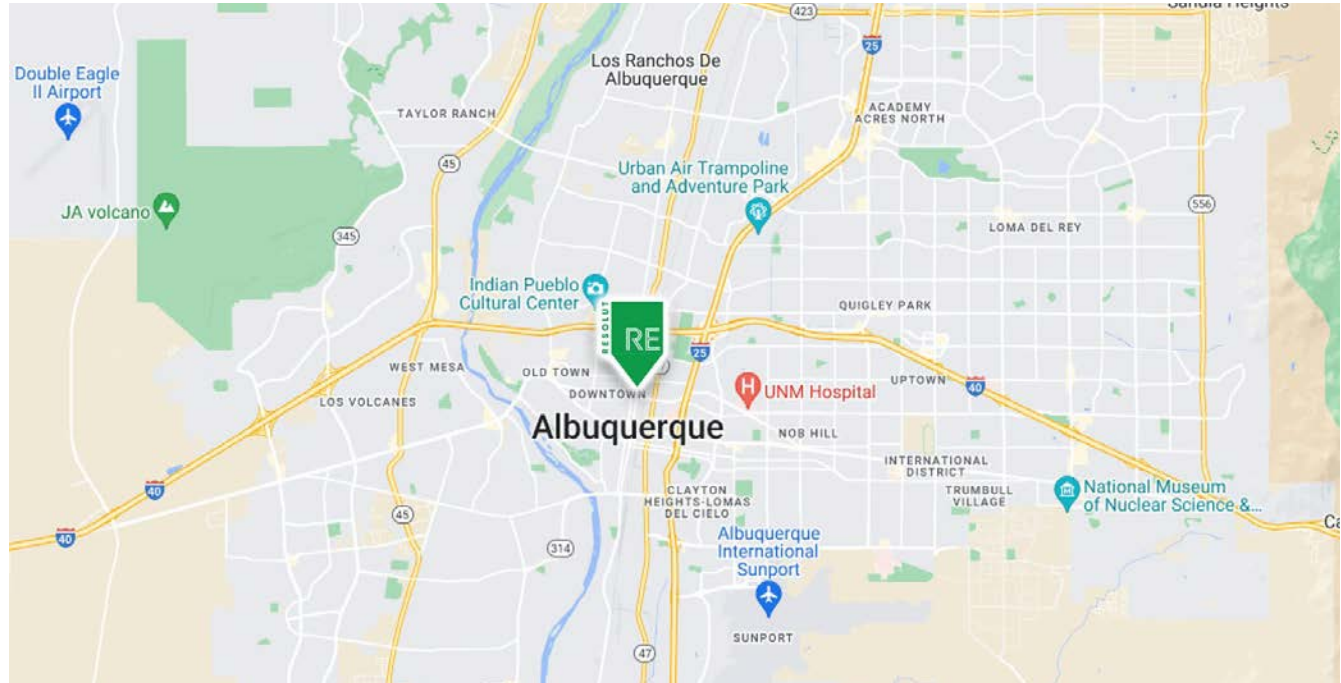 423
Sandia Heights
25
Los Ranchos De
Albuquerque
Double Eagle
II Airport
TAYLOR RANCH
ACADEMY
ACRES NORTH
45
Urban Air Trampoline
and Adventure Park
JA volcano
556
345
LOMA DEL REY
Indian Pueblo
Cultural Center
RESOLUT
RE
QUIGLEY PARK
40
25
WEST MESA
OLD TOWN
DOWNTOWN
UNM Hospital
UPTOWN
40
LOS VOLCANES
Albuquerque
NOB HILL
INTERNATIONAL
DISTRICT
40
CLAYTON
HEIGHTS-LOMAS
DEL CIELO
TRUMBULL
VILLAGE
National Museum
of Nuclear Science &...
45
40
314
Albuquerque
International
Sunport
Ca
SUNPORT
47